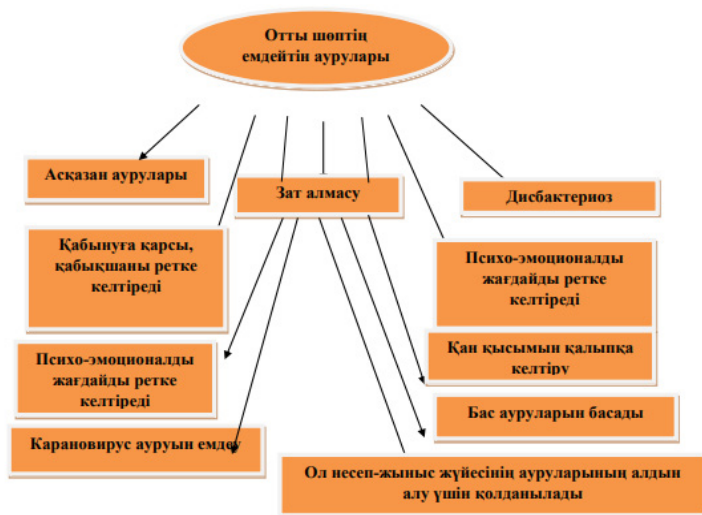 Отты шөптің
емдейтін аурулары
Асқазан аурулары
Зат алмасу
Дисбактериоз
Қабынуға қарсы,
қабықшаны ретке
келтіреді
Психо-эмоционалды
жағдайды ретке
келтіреді
Психо-эмоционалды
жағдайды ретке
келтіреді
Қан қысымын қалыпқа
келтіру
Бас ауруларын басады
Карановирус ауруын емдеу
Ол несеп-жыныс жүйесінің ауруларының алдын
алу үшін қолданылады